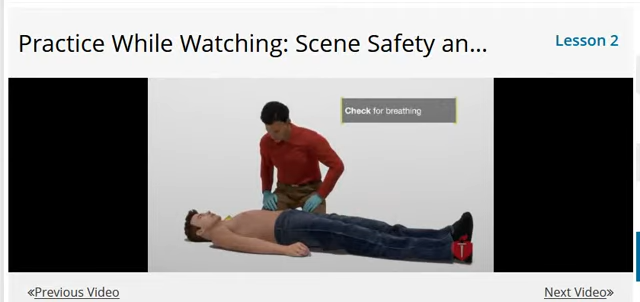 Practice While Watching: Scene Safety an...
Lesson 2
Check for breathing
«Previous Video
Next Video»